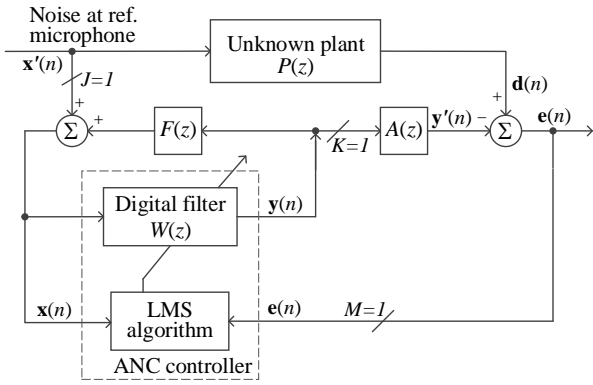 Noise at ref.
microphone
x'(n)
J=1
Unknown plant
P(z)
d(n)
+
+
+
Σ
F(z)
K=1
A(z)
y'(n)
−
Σ
e(n)
Digital filter
W(z)
y(n)
x(n)
LMS
algorithm
e(n)
M=1
ANC controller